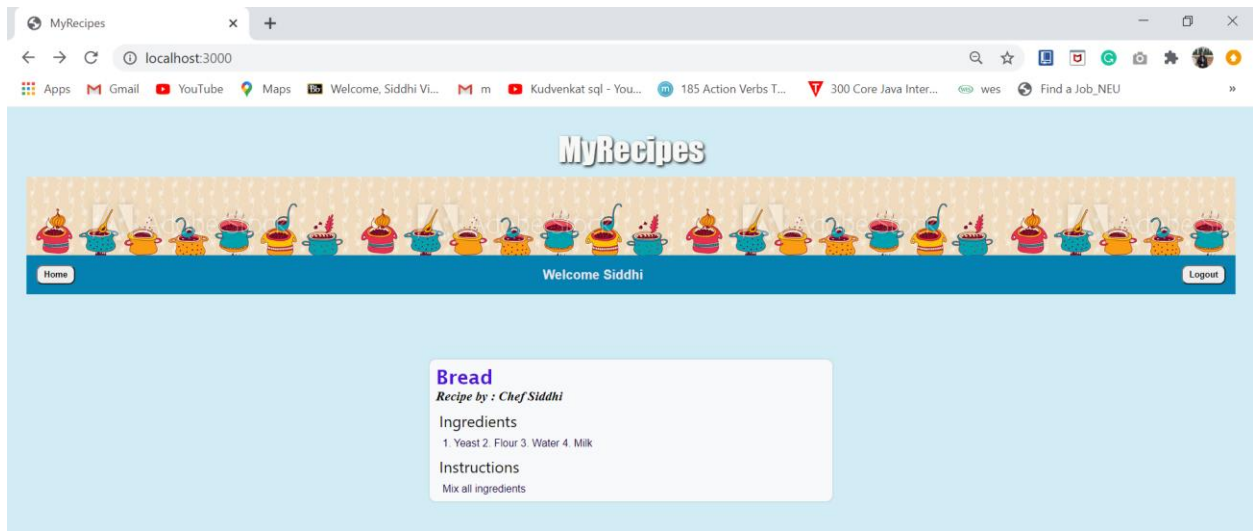 MyRecipes
localhost:3000
Apps Gmail YouTube Maps Bb Welcome, Siddhi Vi... m Kudvenkat sql - You... m 185 Action Verbs T... 300 Core Java Inter... wes Find a Job_NEU »
MyRecipes
Home Welcome Siddhi Logout
Bread
Recipe by : Chef Siddhi
Ingredients
1. Yeast 2. Flour 3. Water 4. Milk
Instructions
Mix all ingredients